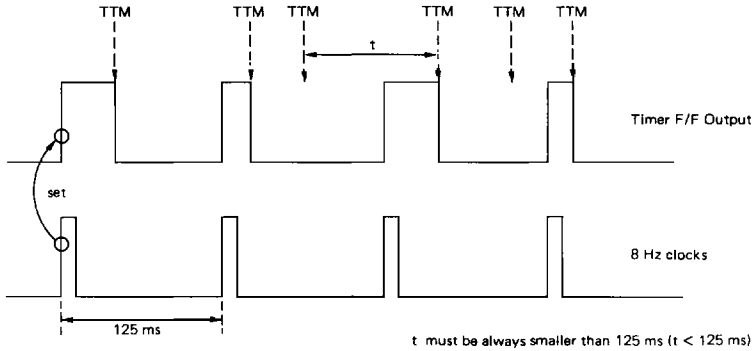 TTM TTM TTM TTM TTM TTM
t
Timer F/F Output
set
8 Hz clocks
125 ms
t must be always smaller than 125 ms (t < 125 ms)